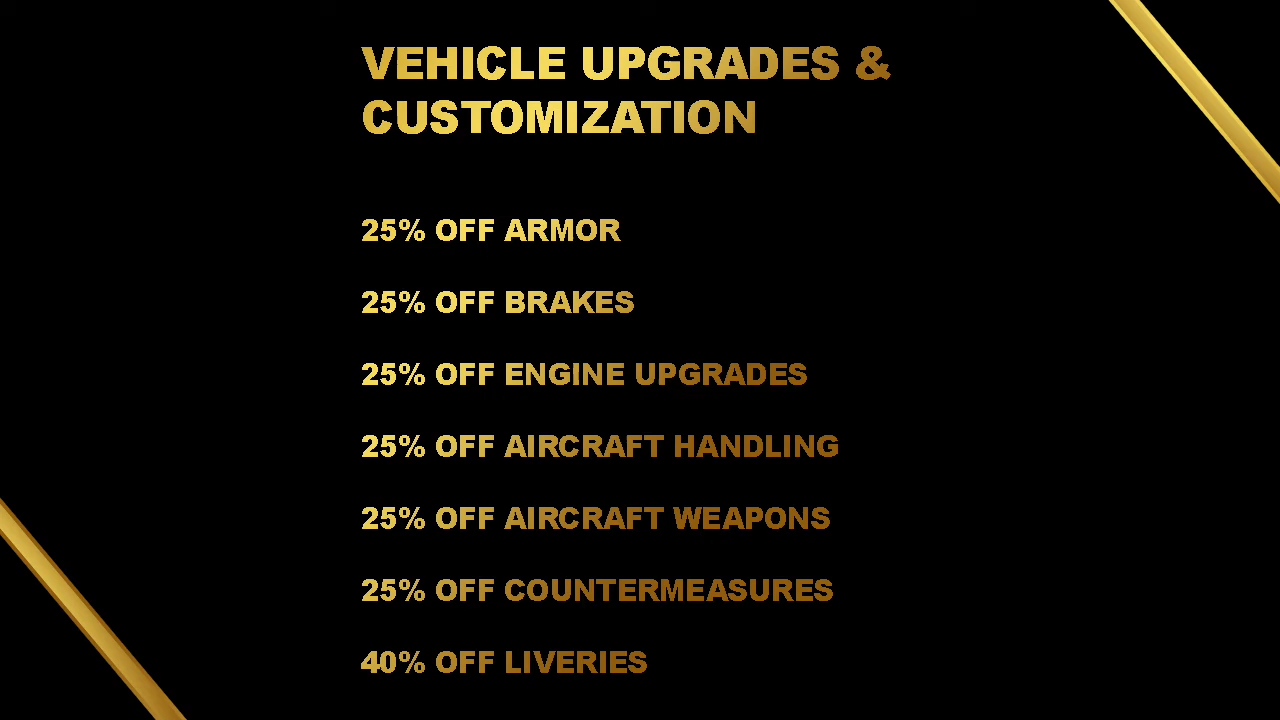 VEHICLE UPGRADES &
CUSTOMIZATION
25% OFF ARMOR
25% OFF BRAKES
25% OFF ENGINE UPGRADES
25% OFF AIRCRAFT HANDLING
25% OFF AIRCRAFT WEAPONS
25% OFF COUNTERMEASURES
40% OFF LIVERIES